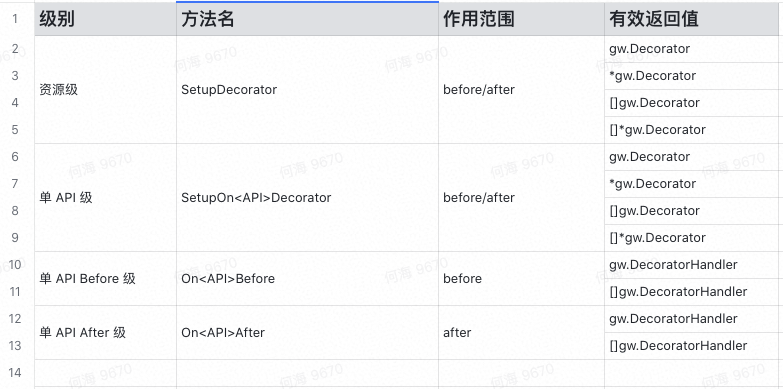 1 级别 方法名 作用范围 有效返回值
2 gw.Decorator
3 *gw.Decorator
资源级 SetupDecorator before/after
4 []gw.Decorator
5 []*gw.Decorator
6 gw.Decorator
7 *gw.Decorator
单 API 级 SetupOn<API>Decorator before/after
8 []gw.Decorator
9 []*gw.Decorator
10 gw.DecoratorHandler
单 API Before 级 On<API>Before before
11 []gw.DecoratorHandler
12 gw.DecoratorHandler
单 API After 级 On<API>After after
13 []gw.DecoratorHandler
14
何海 9670